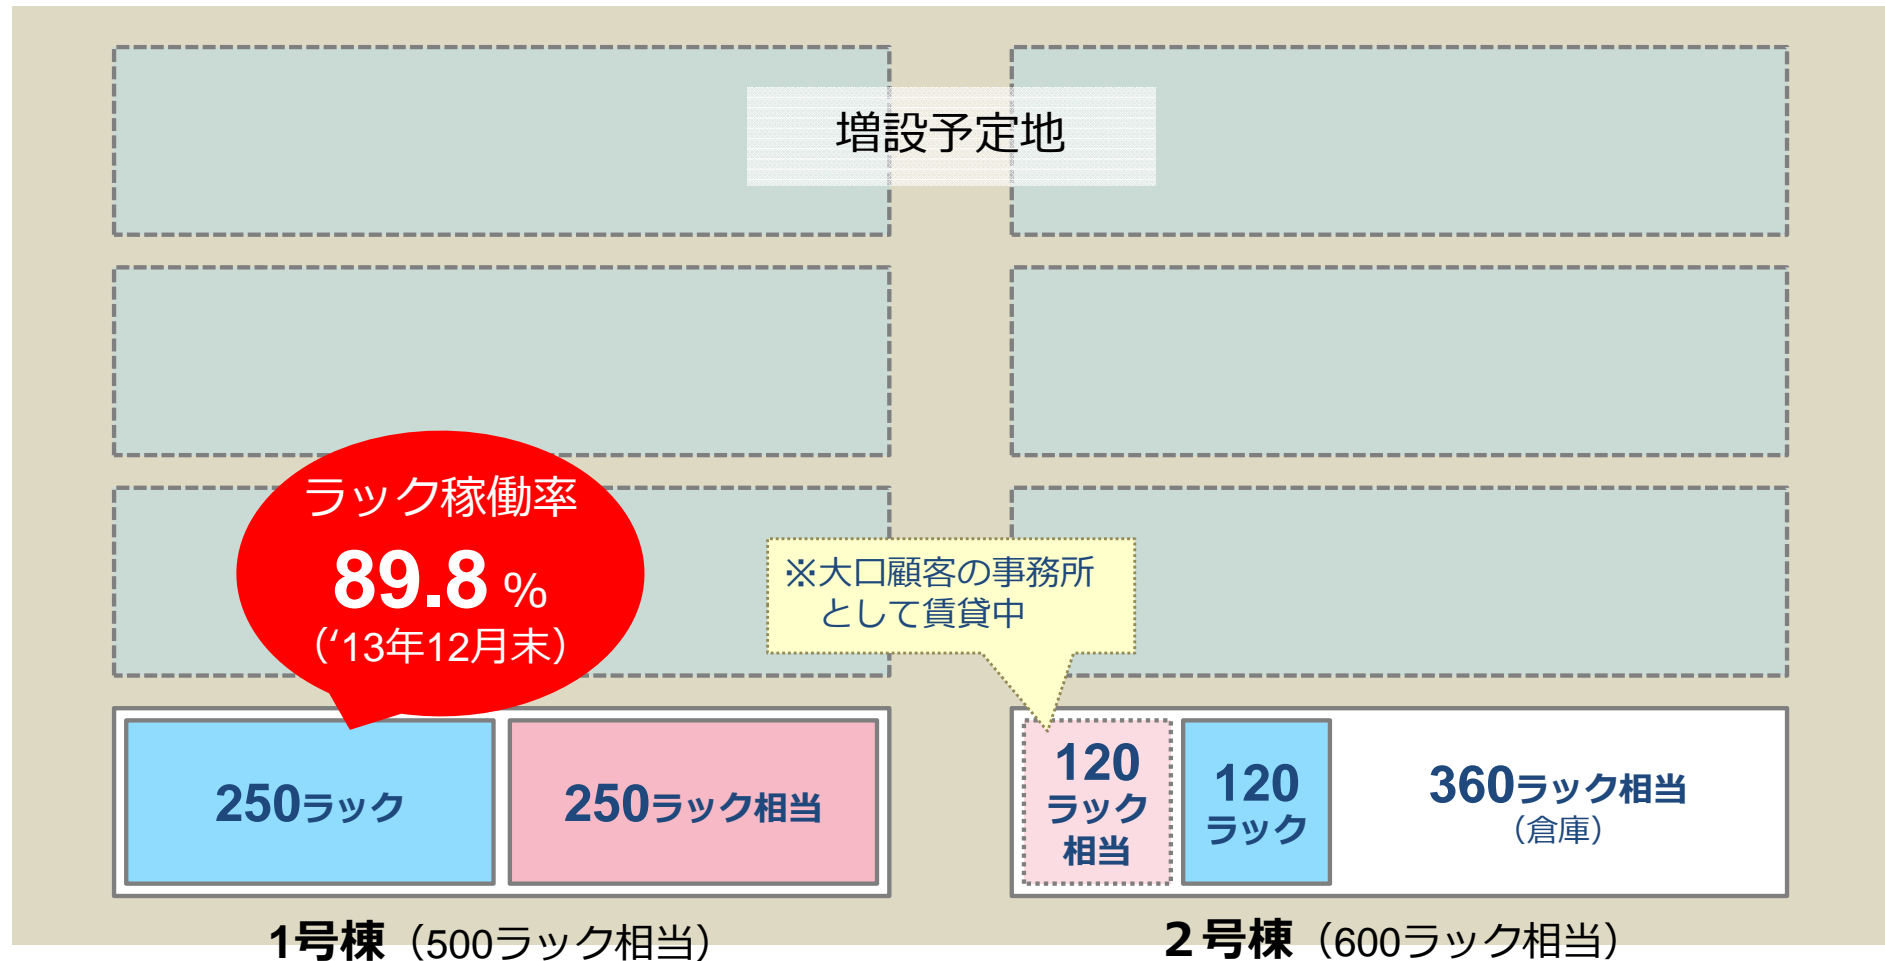 増設予定地
ラック稼働率
89.8 %
（‘13年12月末）
※大口顧客の事務所
として賃貸中
250ラック
250ラック相当
120
ラック
相当
120
ラック
360ラック相当
（倉庫）
1号棟（500ラック相当）
２号棟（600ラック相当）